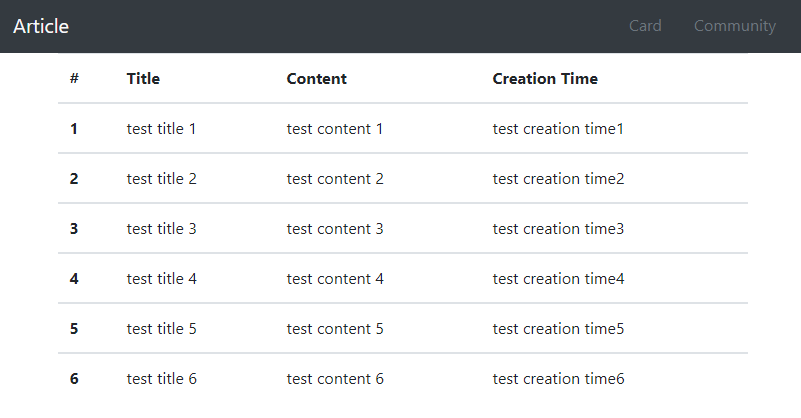 Article Card Community
# Title Content Creation Time
1 test title 1 test content 1 test creation time1
2 test title 2 test content 2 test creation time2
3 test title 3 test content 3 test creation time3
4 test title 4 test content 4 test creation time4
5 test title 5 test content 5 test creation time5
6 test title 6 test content 6 test creation time6